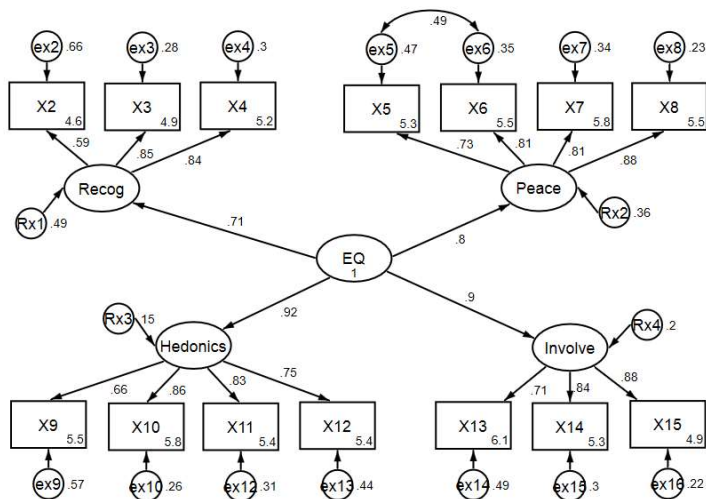 ex2 .66 ex3 .28 ex4 .3
.49
ex5 .47 ex6 .35 ex7 .34 ex8 .23
X2 4.6 X3 4.9 X4 5.2
X5 5.3 X6 5.5 X7 5.8 X8 5.5
.59 .85 .84
.73 .81 .81 .88
Recog
Peace
Rx1 .49
Rx2 .36
.71
.8
EQ
1
.92
.9
Rx3 .15
Rx4 .2
Hedonics
Involve
.66 .86 .83 .75
.71 .84 .88
X9 5.5 X10 5.8 X11 5.4 X12 5.4
X13 6.1 X14 5.3 X15 4.9
ex9 .57 ex10 .26 ex12 .31 ex13 .44
ex14 .49 ex15 .3 ex16 .22